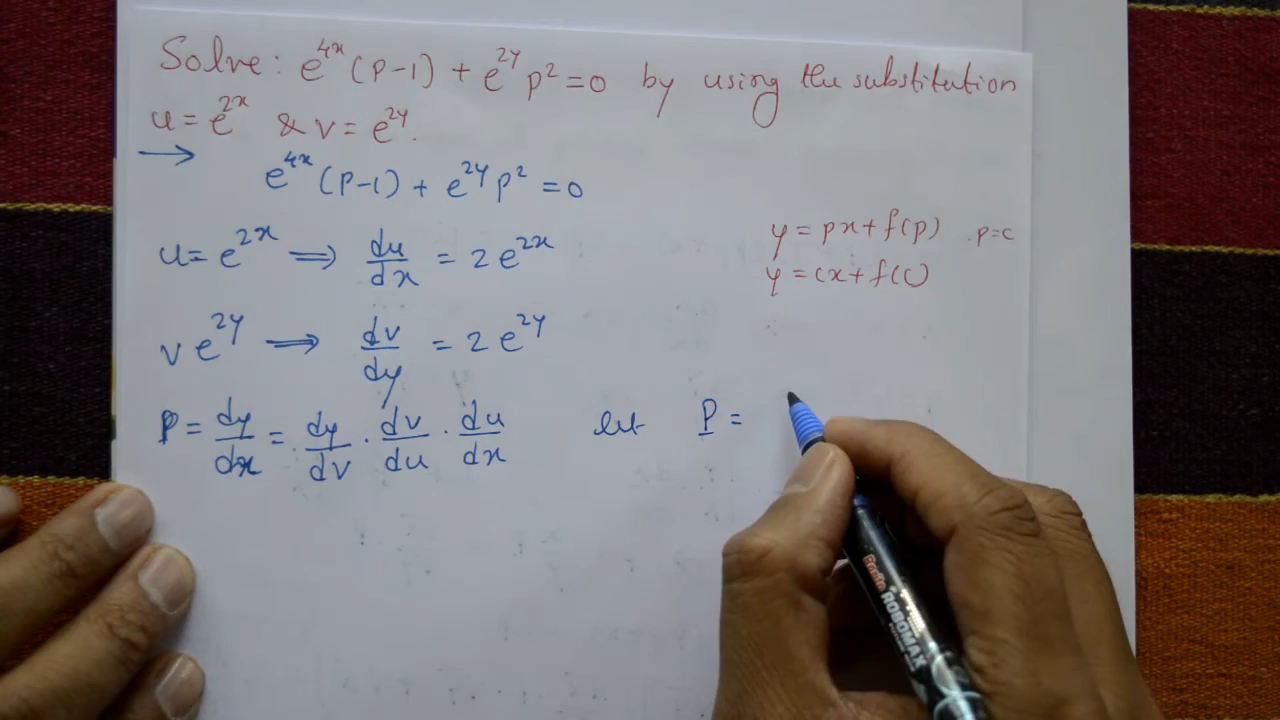 Solve: e^{4x}(p-1) + e^{2y} p^2 = 0 by using the substitution
u = e^{2x} & v = e^{2y}.
→ e^{4x}(p-1) + e^{2y} p^2 = 0
u = e^{2x} ⟹ du/dx = 2e^{2x}
y = px + f(p) . p=c
y = cx + f(c)
v e^{2y} ⟹ dv/dy = 2e^{2y}
p = dy/dx = dy/dv . dv/du . du/dx let P =
ROBOMAX